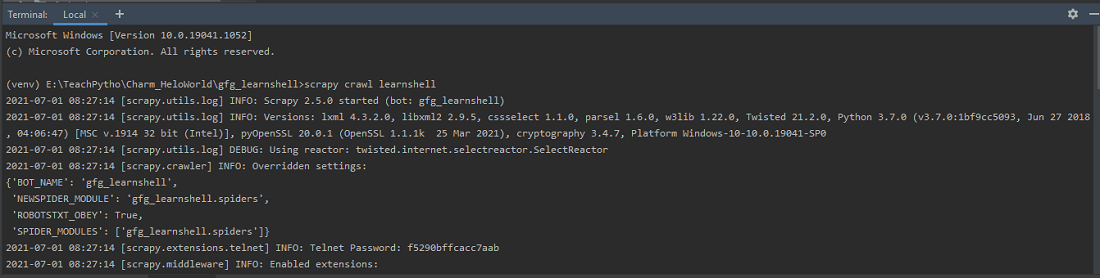 Terminal: Local × +
Microsoft Windows [Version 10.0.19041.1052]
(c) Microsoft Corporation. All rights reserved.
(venv) E:\TeachPytho\Charm_HeloWorld\gfg_learnshell>scrapy crawl learnshell
2021-07-01 08:27:14 [scrapy.utils.log] INFO: Scrapy 2.5.0 started (bot: gfg_learnshell)
2021-07-01 08:27:14 [scrapy.utils.log] INFO: Versions: lxml 4.3.2.0, libxml2 2.9.5, cssselect 1.1.0, parsel 1.6.0, w3lib 1.22.0, Twisted 21.2.0, Python 3.7.0 (v3.7.0:1bf9cc5093, Jun 27 2018
, 04:06:47) [MSC v.1914 32 bit (Intel)], pyOpenSSL 20.0.1 (OpenSSL 1.1.1k  25 Mar 2021), cryptography 3.4.7, Platform Windows-10-10.0.19041-SP0
2021-07-01 08:27:14 [scrapy.utils.log] DEBUG: Using reactor: twisted.internet.selectreactor.SelectReactor
2021-07-01 08:27:14 [scrapy.crawler] INFO: Overridden settings:
{'BOT_NAME': 'gfg_learnshell',
 'NEWSPIDER_MODULE': 'gfg_learnshell.spiders',
 'ROBOTSTXT_OBEY': True,
 'SPIDER_MODULES': ['gfg_learnshell.spiders']}
2021-07-01 08:27:14 [scrapy.extensions.telnet] INFO: Telnet Password: f5290bffcacc7aab
2021-07-01 08:27:14 [scrapy.middleware] INFO: Enabled extensions: